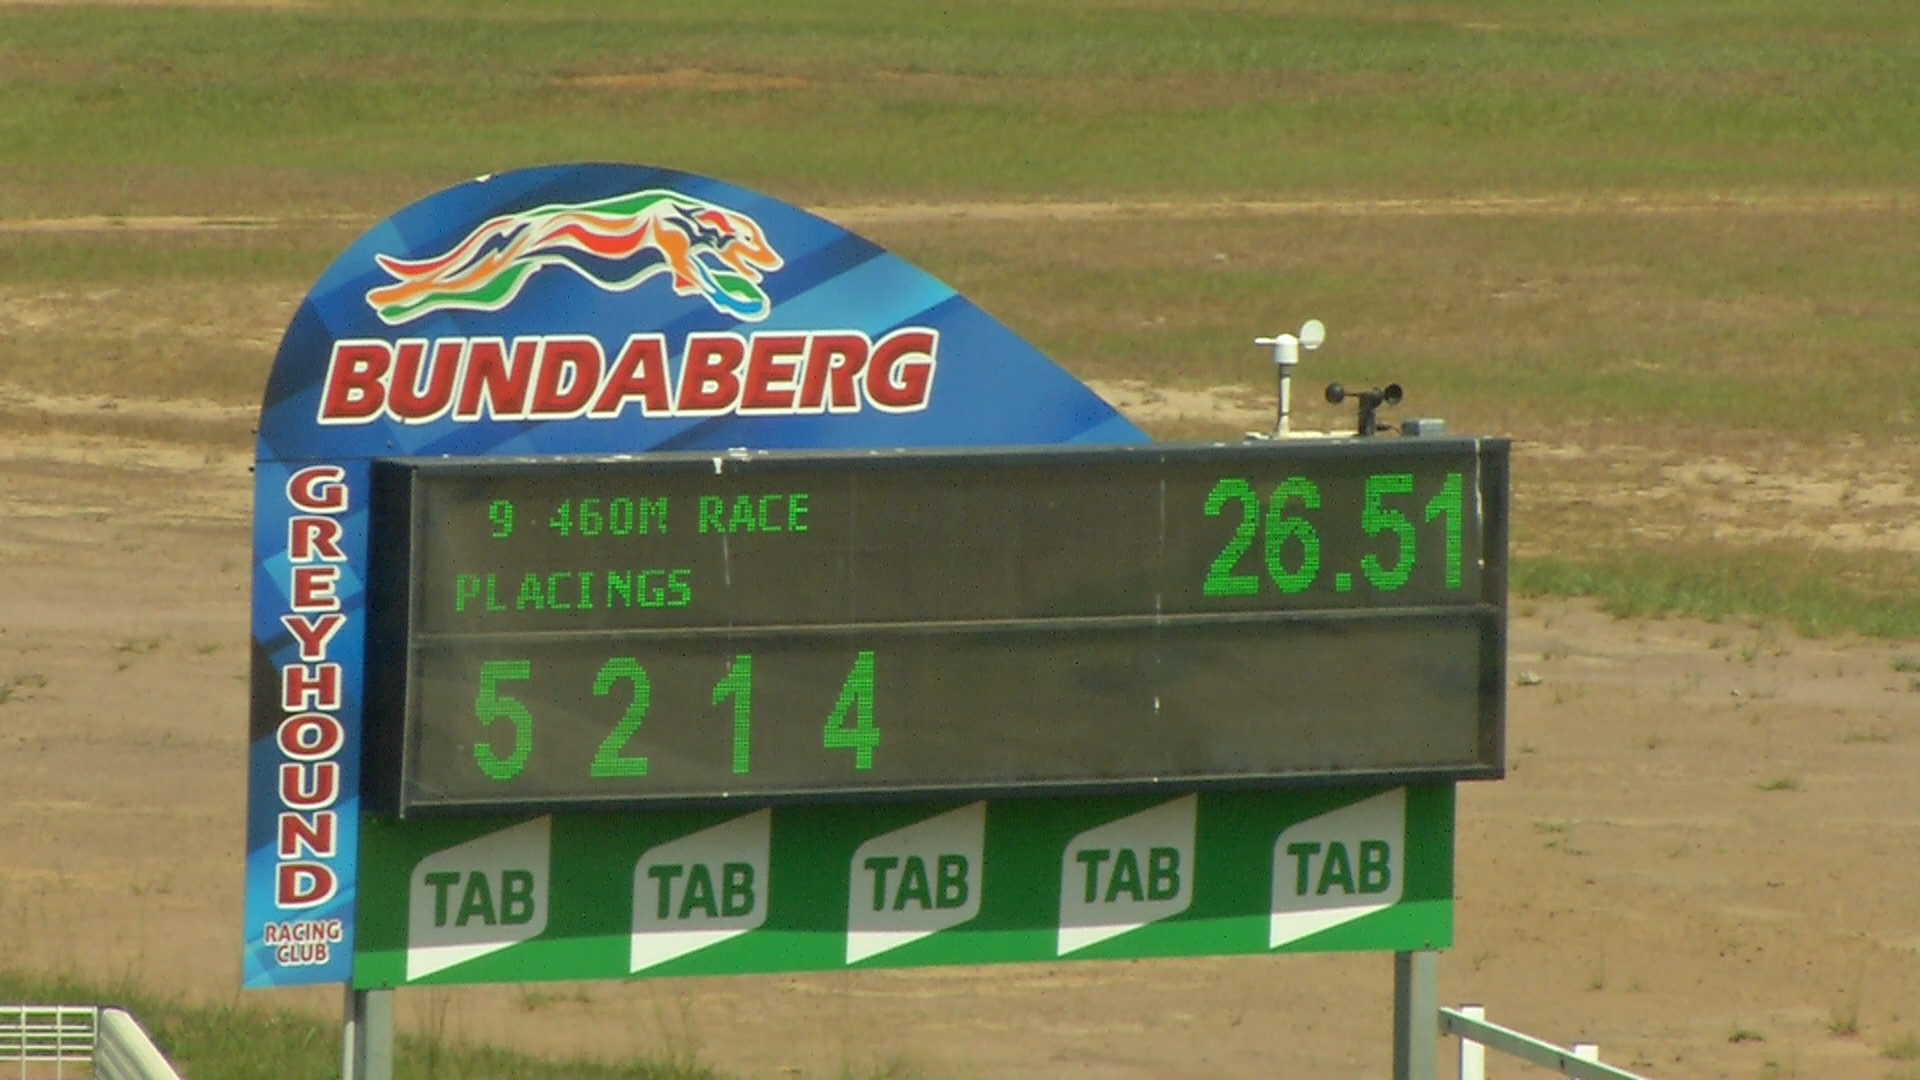 BUNDABERG
GREYHOUND
RACING
CLUB
9 460M RACE
26.51
PLACINGS
5 2 1 4
TAB TAB TAB TAB TAB